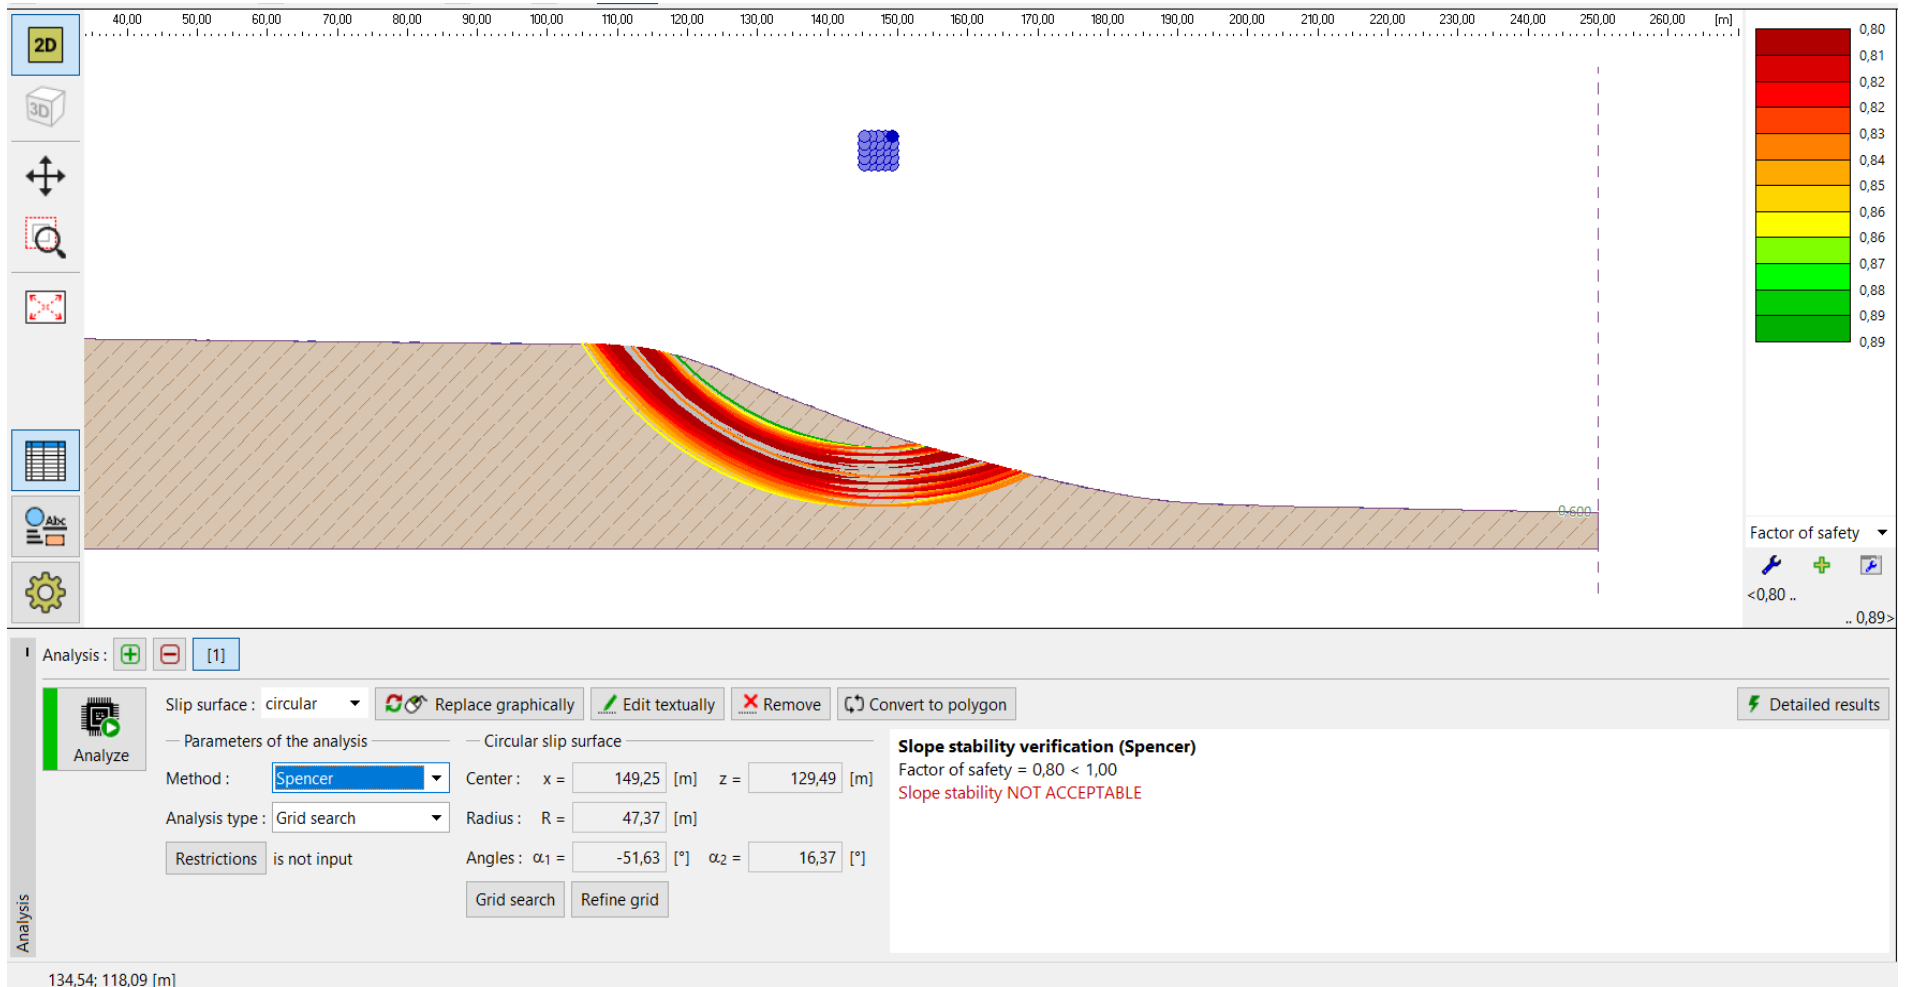 40,00 50,00 60,00 70,00 80,00 90,00 100,00 110,00 120,00 130,00 140,00 150,00 160,00 170,00 180,00 190,00 200,00 210,00 220,00 230,00 240,00 250,00 260,00 [m]
2D
3D
0,80
0,81
0,82
0,82
0,83
0,84
0,85
0,86
0,86
0,87
0,88
0,89
0,89
0,600
Abc
Factor of safety
<0,80 ..
.. 0,89>
Analysis : [1]
Analyze
Slip surface : circular Replace graphically Edit textually Remove Convert to polygon Detailed results
Parameters of the analysis Circular slip surface
Method : Spencer Center : x = 149,25 [m] z = 129,49 [m]
Analysis type : Grid search Radius : R = 47,37 [m]
Restrictions is not input Angles : α1 = -51,63 [°] α2 = 16,37 [°]
Grid search Refine grid
Slope stability verification (Spencer)
Factor of safety = 0,80 < 1,00
Slope stability NOT ACCEPTABLE
Analysis
134,54; 118,09 [m]